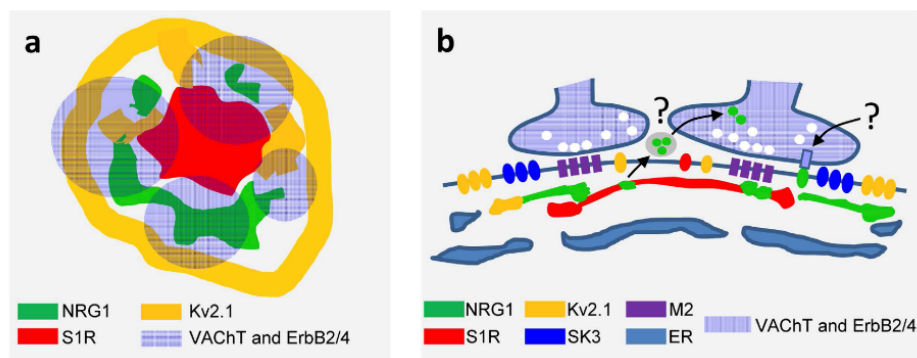 a
NRG1 Kv2.1
S1R VAChT and ErbB2/4
b
?
?
NRG1 Kv2.1 M2
S1R SK3 ER VAChT and ErbB2/4